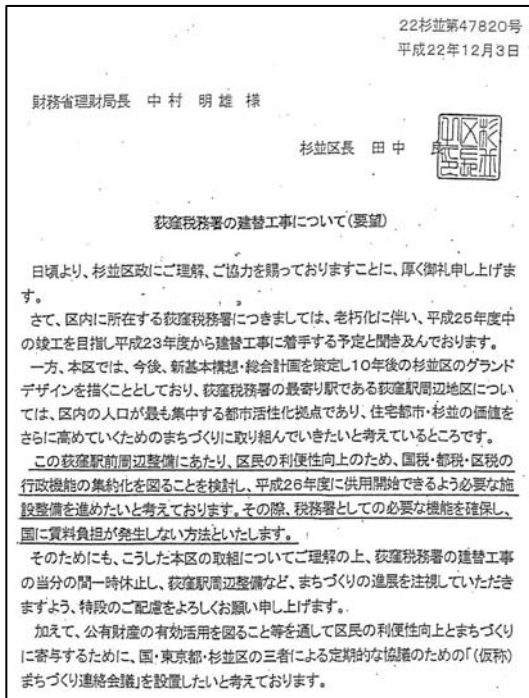 22杉並第47820号
平成22年12月3日
財務省理財局長　中村　明雄　様
杉並区長　田中　良
杉並区長之印
荻窪税務署の建替工事について(要望)
日頃より、杉並区政にご理解、ご協力を賜っておりますことに、厚く御礼申し上げま
す。
さて、区内に所在する荻窪税務署につきましては、老朽化に伴い、平成25年度中
の竣工を目指し平成23年度から建替工事に着手する予定と聞き及んでおります。
一方、本区では、今後、新基本構想・総合計画を策定し10年後の杉並区のグランド
デザインを描くこととしており、荻窪税務署の最寄り駅である荻窪駅周辺地区につい
ては、区内の人口が最も集中する都市活性化拠点であり、住宅都市・杉並の価値を
さらに高めていくためのまちづくりに取り組んでいきたいと考えているところです。
この荻窪駅前周辺整備にあたり、区民の利便性向上のため、国税・都税・区税の
行政機能の集約化を図ることを検討し、平成26年度に供用開始できるよう必要な施
設整備を進めたいと考えております。その際、税務署としての必要な機能を確保し、
国に賃料負担が発生しない方法といたします。
そのためにも、こうした本区の取組についてご理解の上、荻窪税務署の建替工事
の当分の間一時休止し、荻窪駅周辺整備など、まちづくりの進展を注視していただき
ますよう、特段のご配慮をよろしくお願い申し上げます。
加えて、公有財産の有効活用を図ること等を通して区民の利便性向上とまちづくり
に寄与するために、国・東京都・杉並区の三者による定期的な協議のための「(仮称)
まちづくり連絡会議」を設置したいと考えております。